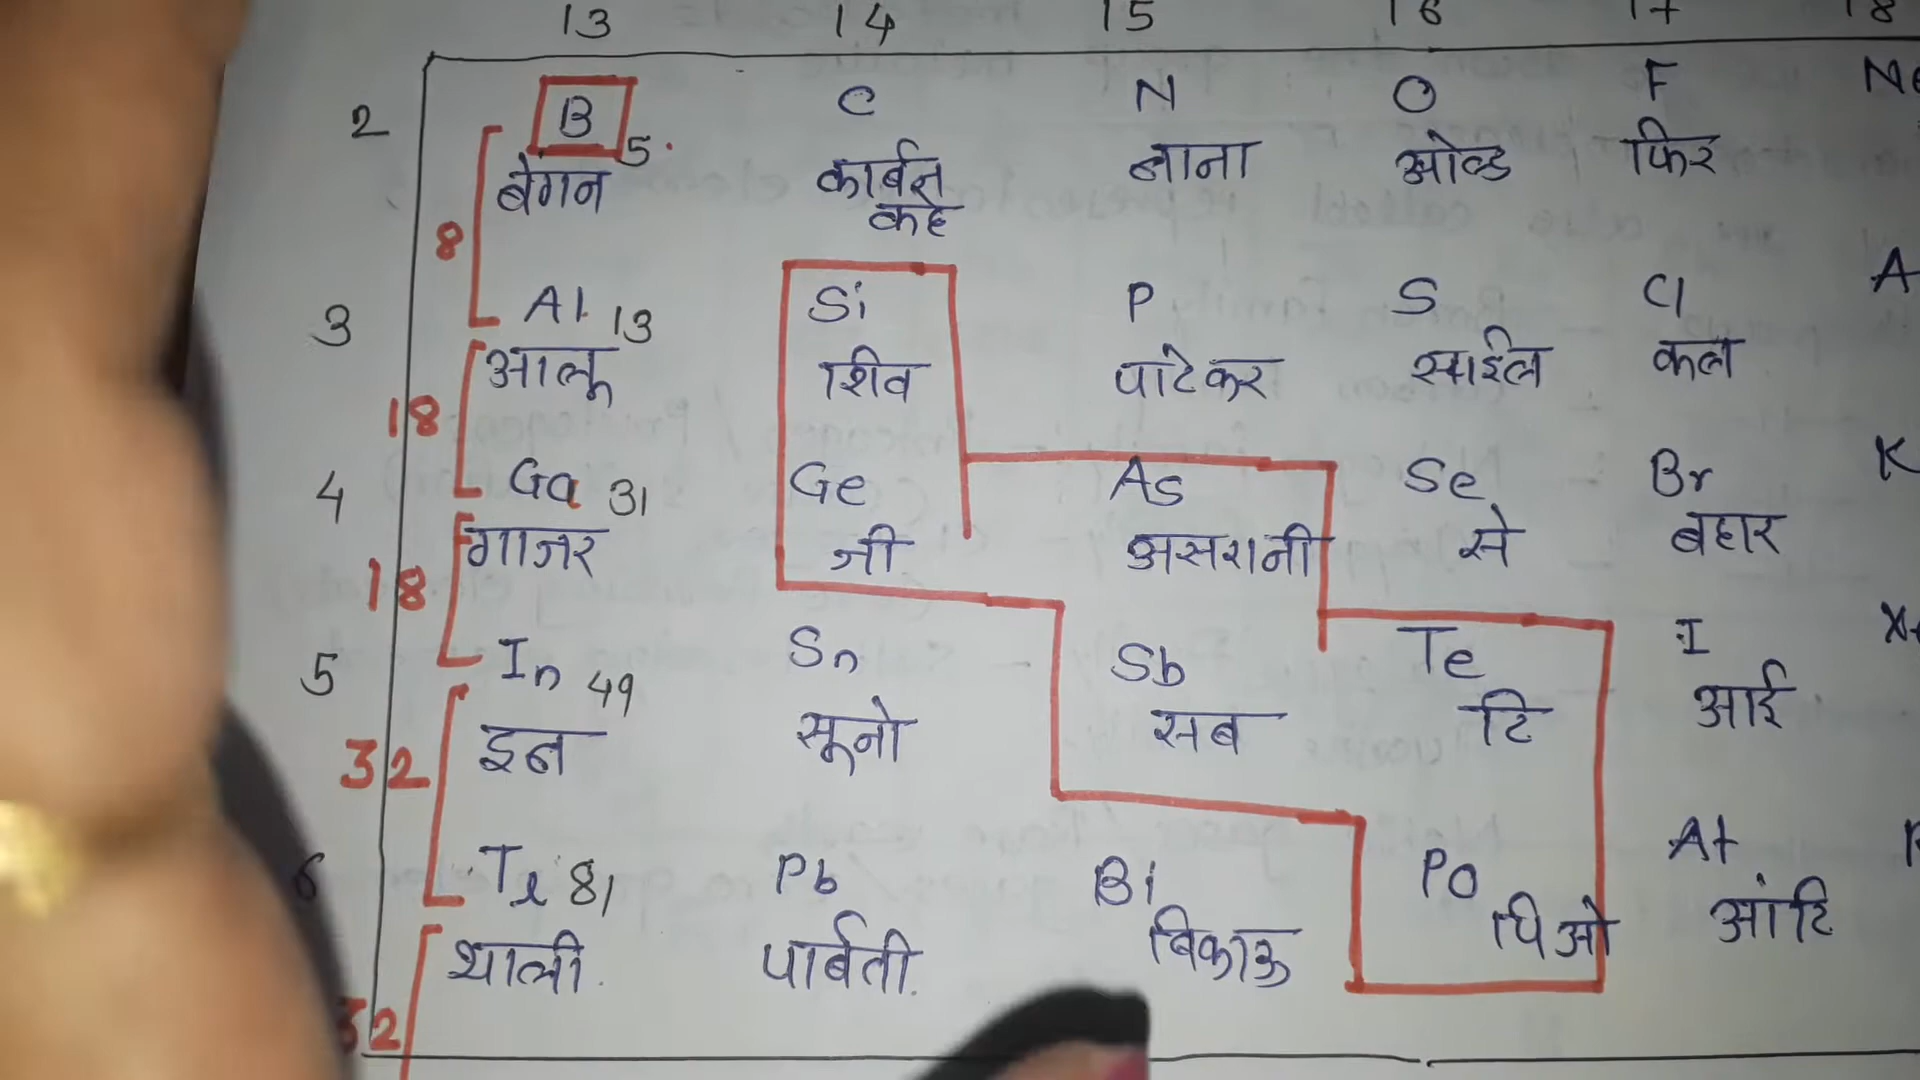 13 14 15 16 17 18
2 B 5. C N O F
बेगन कार्बन नाना ओल्ड फिर
कहे
8
3 Al. 13 Si P S Cl
आलू शिव पाटेकर स्टाईल कल
18
4 Ga 31 Ge As Se Br K
गाजर जी असरानी से बहार
18
5 In 49 Sn Sb Te I
इन सूनो सब टि आई
32
6 Tl 81 Pb Bi Po At
थाली. पार्बती. बिकाऊ पिओ आंटि
32